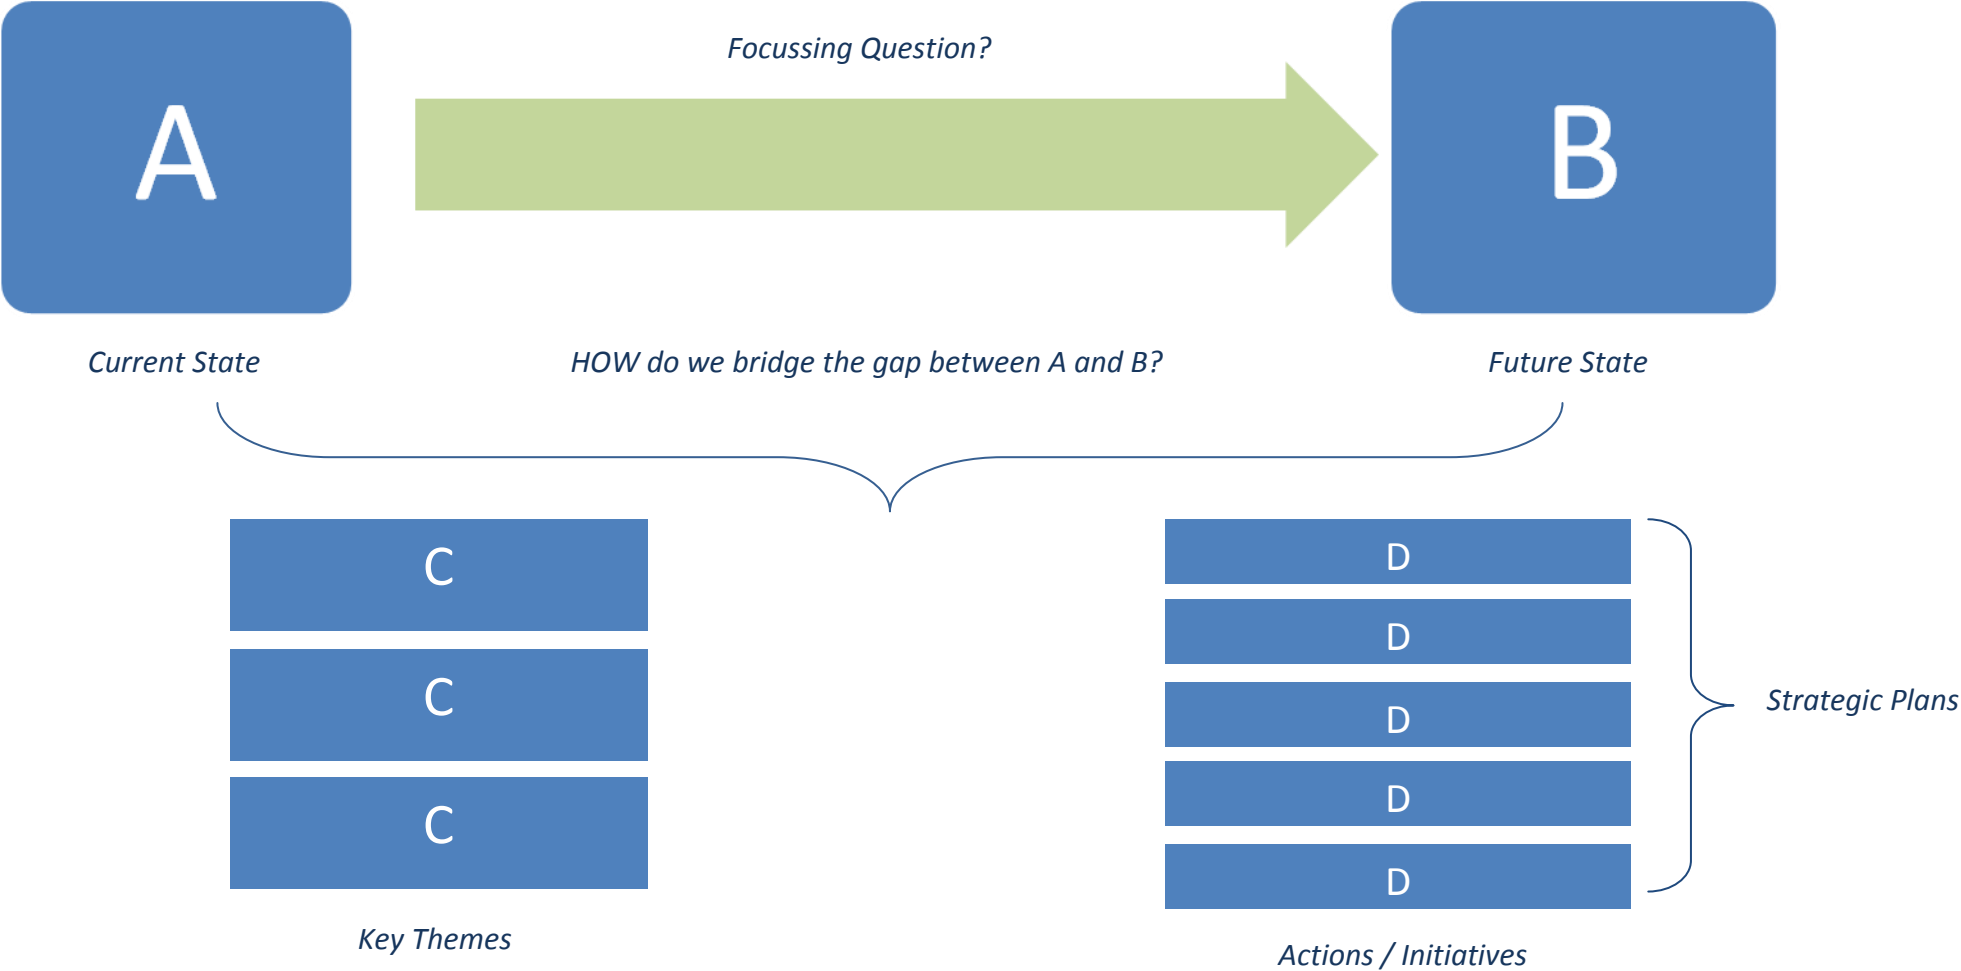 Focussing Question?
A
B
Current State
HOW do we bridge the gap between A and B?
Future State
C
C
C
Key Themes
D
D
D
D
D
Actions / Initiatives
Strategic Plans